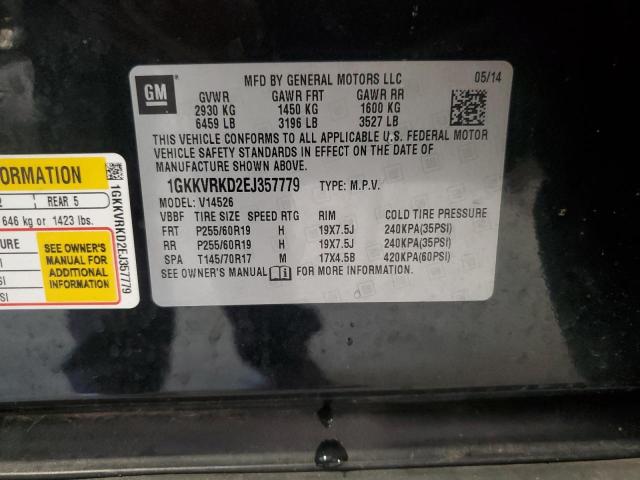 GM
MFD BY GENERAL MOTORS LLC 05/14
GVWR GAWR FRT GAWR RR
2930 KG 1450 KG 1600 KG
6459 LB 3196 LB 3527 LB
THIS VEHICLE CONFORMS TO ALL APPLICABLE U.S. FEDERAL MOTOR
VEHICLE SAFETY STANDARDS IN EFFECT ON THE DATE OF
MANUFACTURE SHOWN ABOVE.
1GKKVRKD2EJ357779 TYPE: M.P.V.
MODEL: V14526
VBBF TIRE SIZE SPEED RTG RIM COLD TIRE PRESSURE
FRT P255/60R19 H 19X7.5J 240KPA(35PSI)
RR P255/60R19 H 19X7.5J 240KPA(35PSI)
SPA T145/70R17 M 17X4.5B 420KPA(60PSI)
SEE OWNER'S MANUAL FOR MORE INFORMATION.
ORMATION
2 REAR 5
646 kg or 1423 lbs.
URE
SI
SI
SI
SEE OWNER'S
MANUAL FOR
ADDITIONAL
INFORMATION
1GKKVRKD2EJ357779